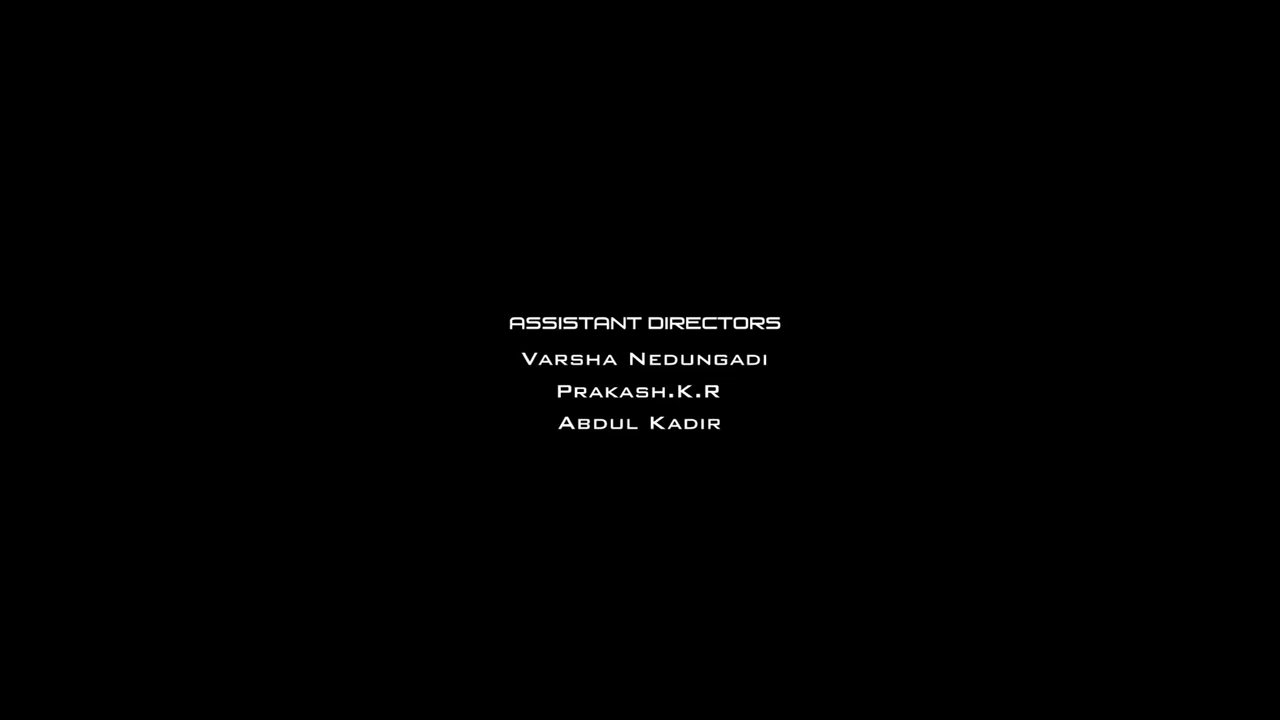 ASSISTANT DIRECTORS
VARSHA NEDUNGADI
PRAKASH.K.R
ABDUL KADIR